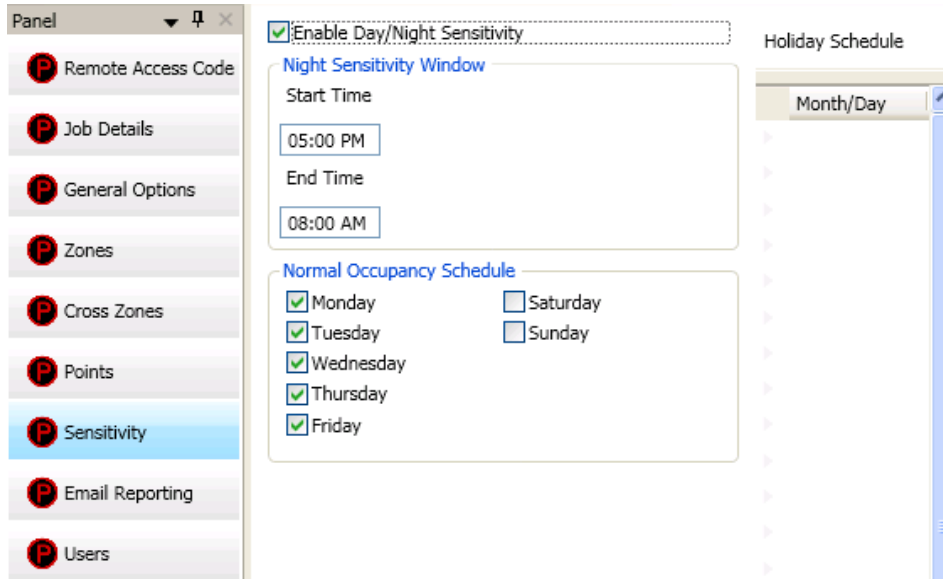 Panel
Remote Access Code
Job Details
General Options
Zones
Cross Zones
Points
Sensitivity
Email Reporting
Users
Enable Day/Night Sensitivity
Night Sensitivity Window
Start Time
05:00 PM
End Time
08:00 AM
Normal Occupancy Schedule
Monday
Tuesday
Wednesday
Thursday
Friday
Saturday
Sunday
Holiday Schedule
Month/Day